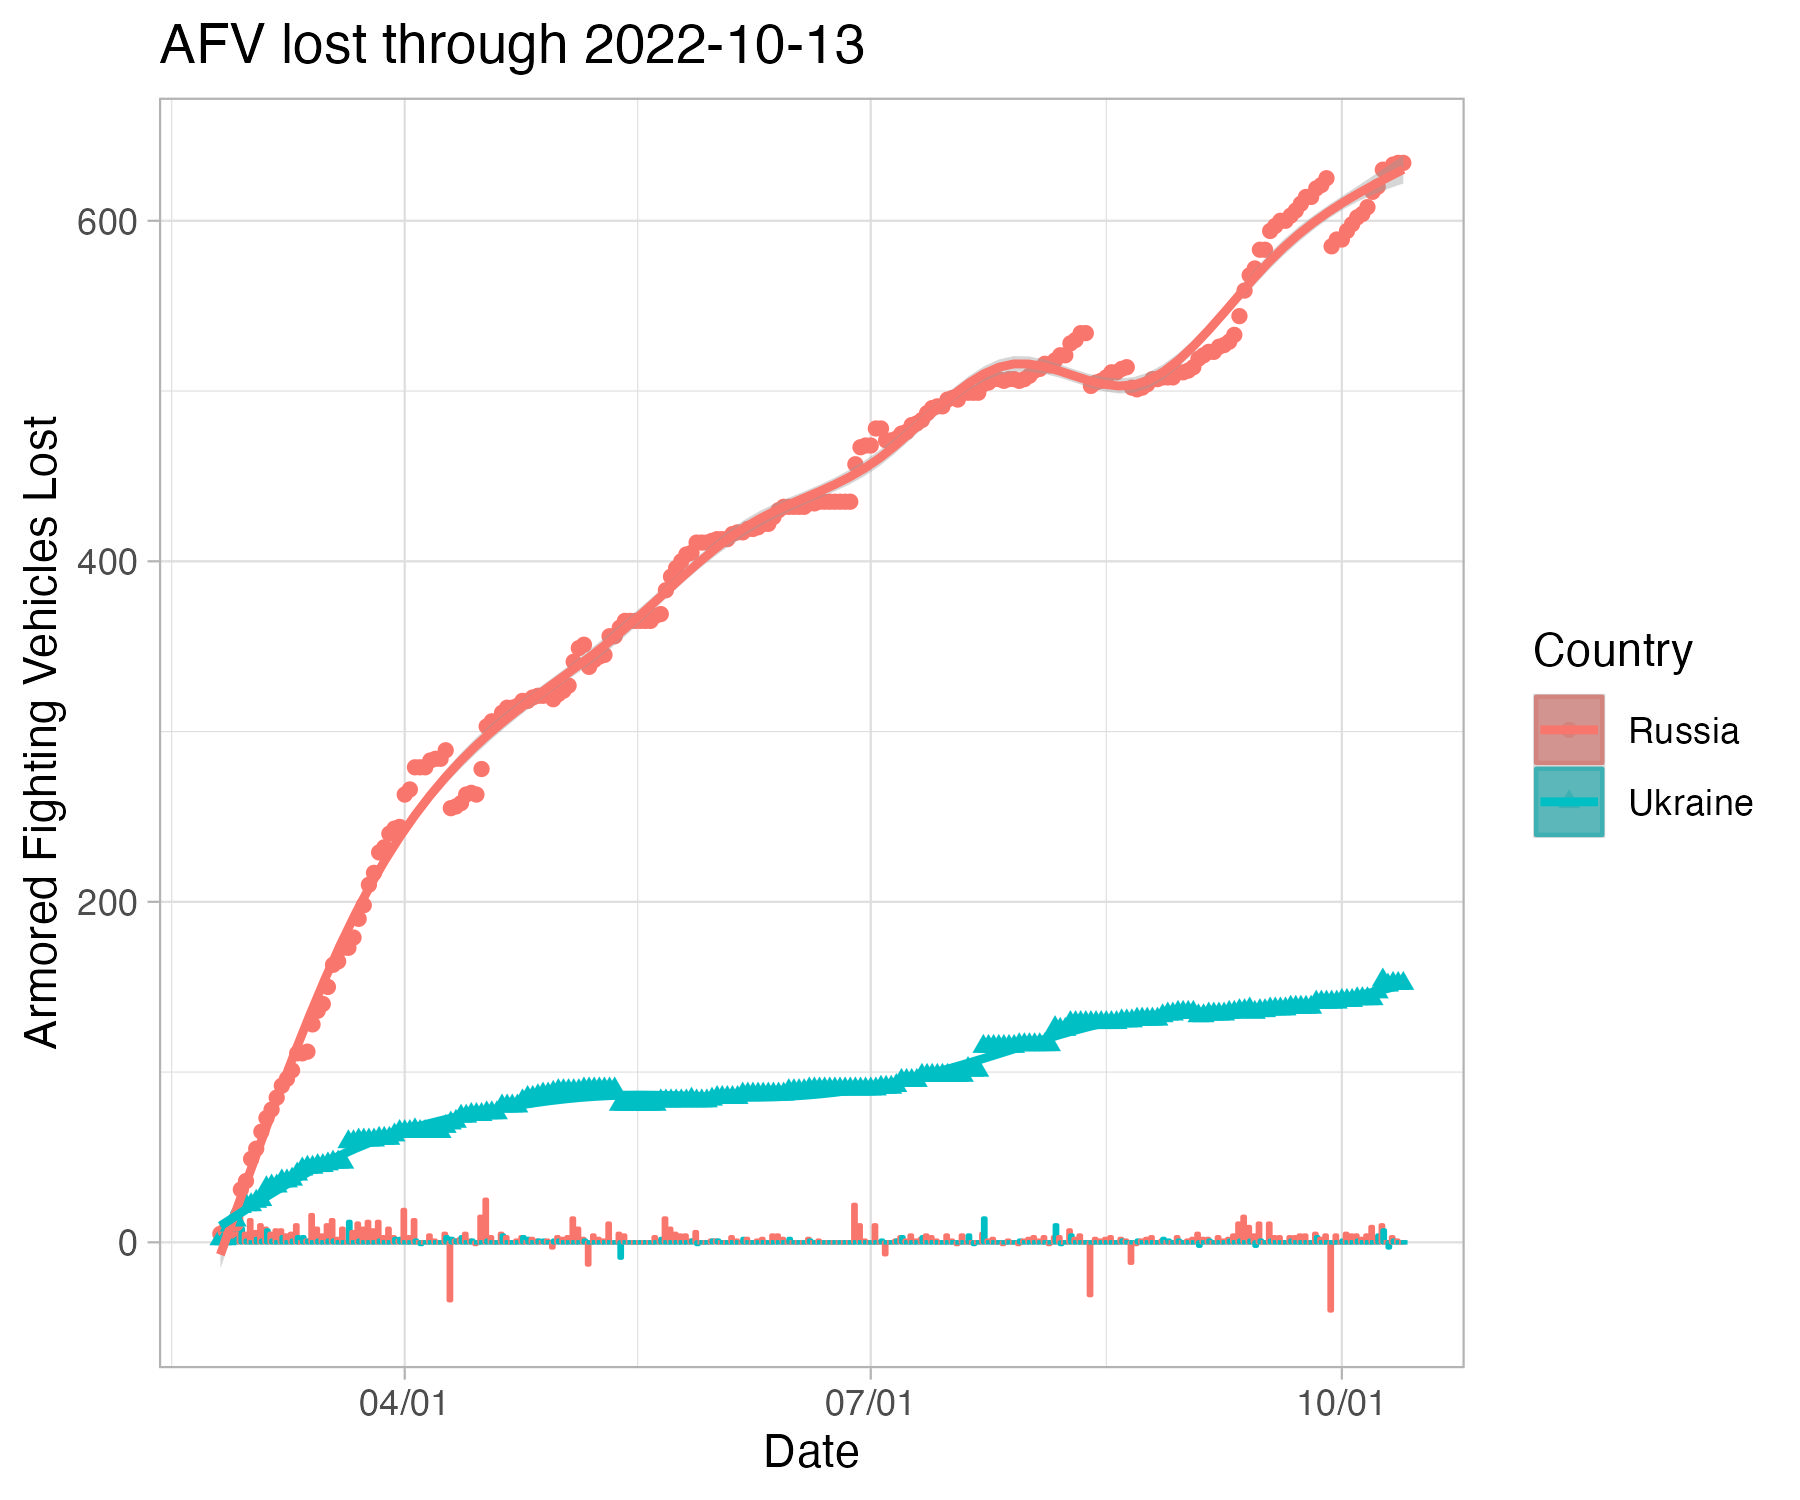 AFV lost through 2022-10-13
Armored Fighting Vehicles Lost
600
400
200
0
04/01
07/01
10/01
Date
Country
Russia
Ukraine